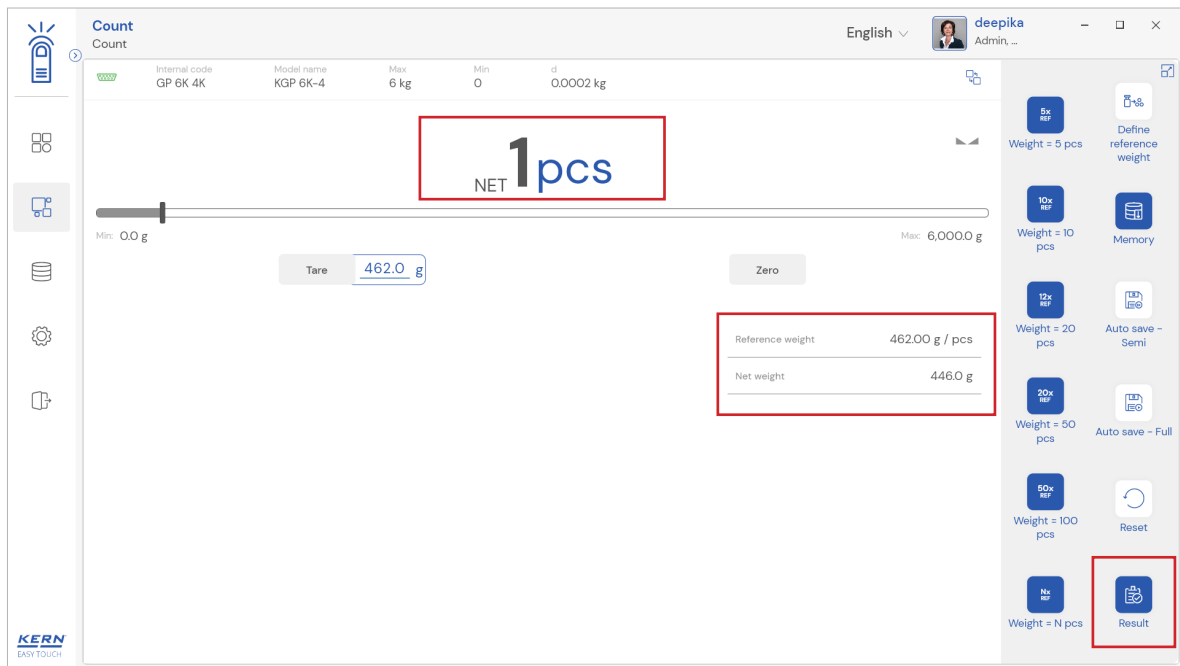 Count
Count
English
deepika
Admin, ...
Internal code
GP 6K 4K
Model name
KGP 6K-4
Max
6 kg
Min
0
d
0.0002 kg
NET 1 pcs
Min: 0.0 g
Max: 6,000.0 g
Tare 462.0 g
Zero
Reference weight 462.00 g / pcs
Net weight 446.0 g
5x
REF
Weight = 5 pcs
Define
reference
weight
10x
REF
Weight = 10
pcs
Memory
12x
REF
Weight = 20
pcs
Auto save -
Semi
20x
REF
Weight = 50
pcs
Auto save - Full
50x
REF
Weight = 100
pcs
Reset
Nx
REF
Weight = N pcs
Result
KERN
EASY TOUCH